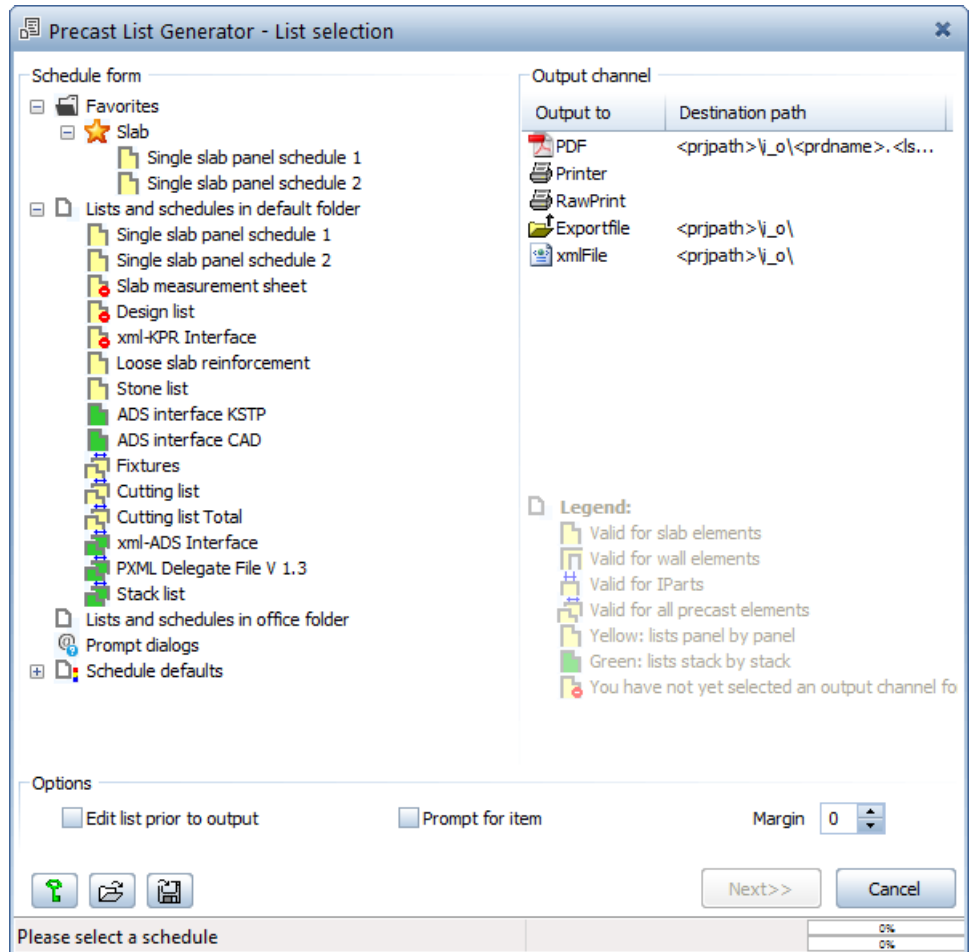 Precast List Generator - List selection
Schedule form
Favorites
Slab
Single slab panel schedule 1
Single slab panel schedule 2
Lists and schedules in default folder
Single slab panel schedule 1
Single slab panel schedule 2
Slab measurement sheet
Design list
xml-KPR Interface
Loose slab reinforcement
Stone list
ADS interface KSTP
ADS interface CAD
Fixtures
Cutting list
Cutting list Total
xml-ADS Interface
PXML Delegate File V 1.3
Stack list
Lists and schedules in office folder
Prompt dialogs
Schedule defaults
Output channel
Output to Destination path
PDF <prjpath>\i_o\<prdname>.<ls...
Printer
RawPrint
Exportfile <prjpath>\i_o\
xmlFile <prjpath>\i_o\
Legend:
Valid for slab elements
Valid for wall elements
Valid for IParts
Valid for all precast elements
Yellow: lists panel by panel
Green: lists stack by stack
You have not yet selected an output channel fo
Options
Edit list prior to output Prompt for item Margin 0
Next>> Cancel
Please select a schedule 0%
0%